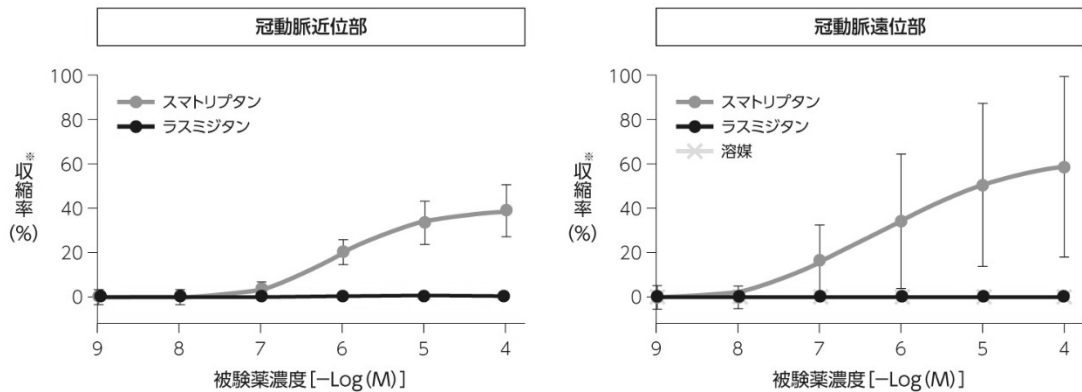 冠動脈近位部
100
80
60
40
20
0
収縮率※
(%)
スマトリプタン
ラスミジタン
9 8 7 6 5 4
被験薬濃度[−Log(M)]
冠動脈遠位部
100
80
60
40
20
0
収縮率※
(%)
スマトリプタン
ラスミジタン
溶媒
9 8 7 6 5 4
被験薬濃度[−Log(M)]